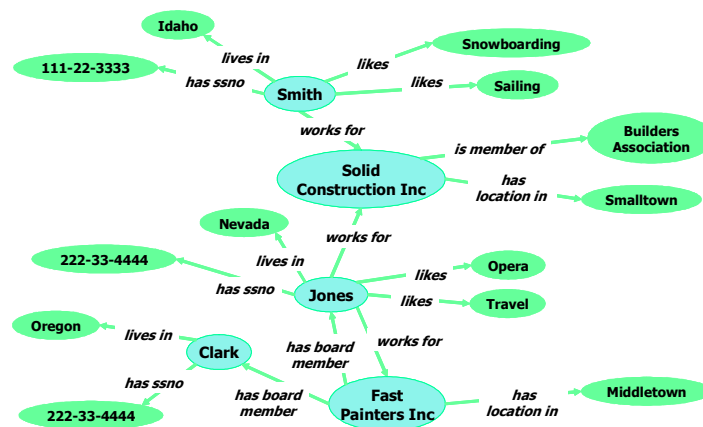 Idaho
lives in
likes
Snowboarding
111-22-3333
has ssno
Smith
likes
Sailing
works for
Builders
Association
is member of
Solid
Construction Inc
has
location in
Smalltown
Nevada
works for
222-33-4444
lives in
has ssno
Jones
likes
Opera
likes
Travel
Oregon
lives in
Clark
has board
member
works for
has ssno
222-33-4444
has board
member
Fast
Painters Inc
has
location in
Middletown